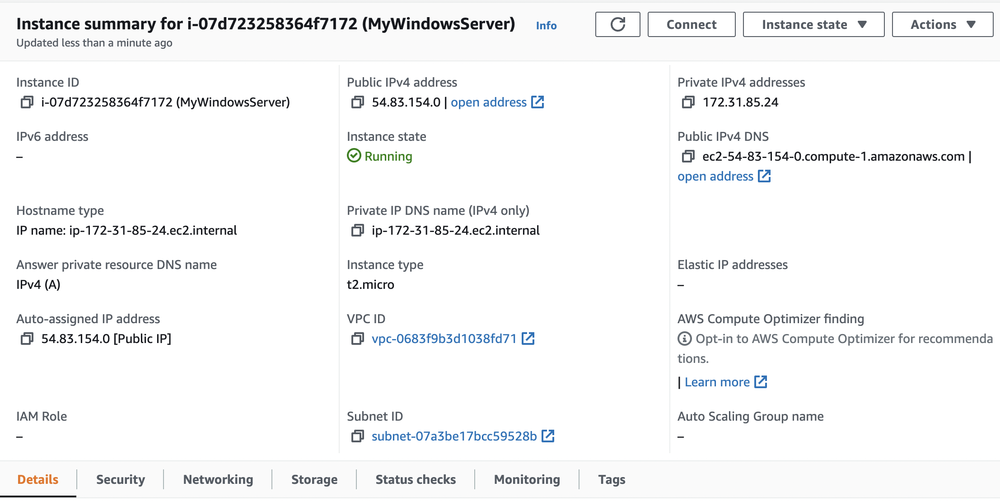 Instance summary for i-07d723258364f7172 (MyWindowsServer) Info
Updated less than a minute ago
Connect
Instance state
Actions
Instance ID
i-07d723258364f7172 (MyWindowsServer)
Public IPv4 address
54.83.154.0 | open address
Private IPv4 addresses
172.31.85.24
IPv6 address
–
Instance state
Running
Public IPv4 DNS
ec2-54-83-154-0.compute-1.amazonaws.com |
open address
Hostname type
IP name: ip-172-31-85-24.ec2.internal
Private IP DNS name (IPv4 only)
ip-172-31-85-24.ec2.internal
Answer private resource DNS name
IPv4 (A)
Instance type
t2.micro
Elastic IP addresses
–
Auto-assigned IP address
54.83.154.0 [Public IP]
VPC ID
vpc-0683f9b3d1038fd71
AWS Compute Optimizer finding
Opt-in to AWS Compute Optimizer for recommenda
tions.
| Learn more
IAM Role
–
Subnet ID
subnet-07a3be17bcc59528b
Auto Scaling Group name
–
Details
Security
Networking
Storage
Status checks
Monitoring
Tags